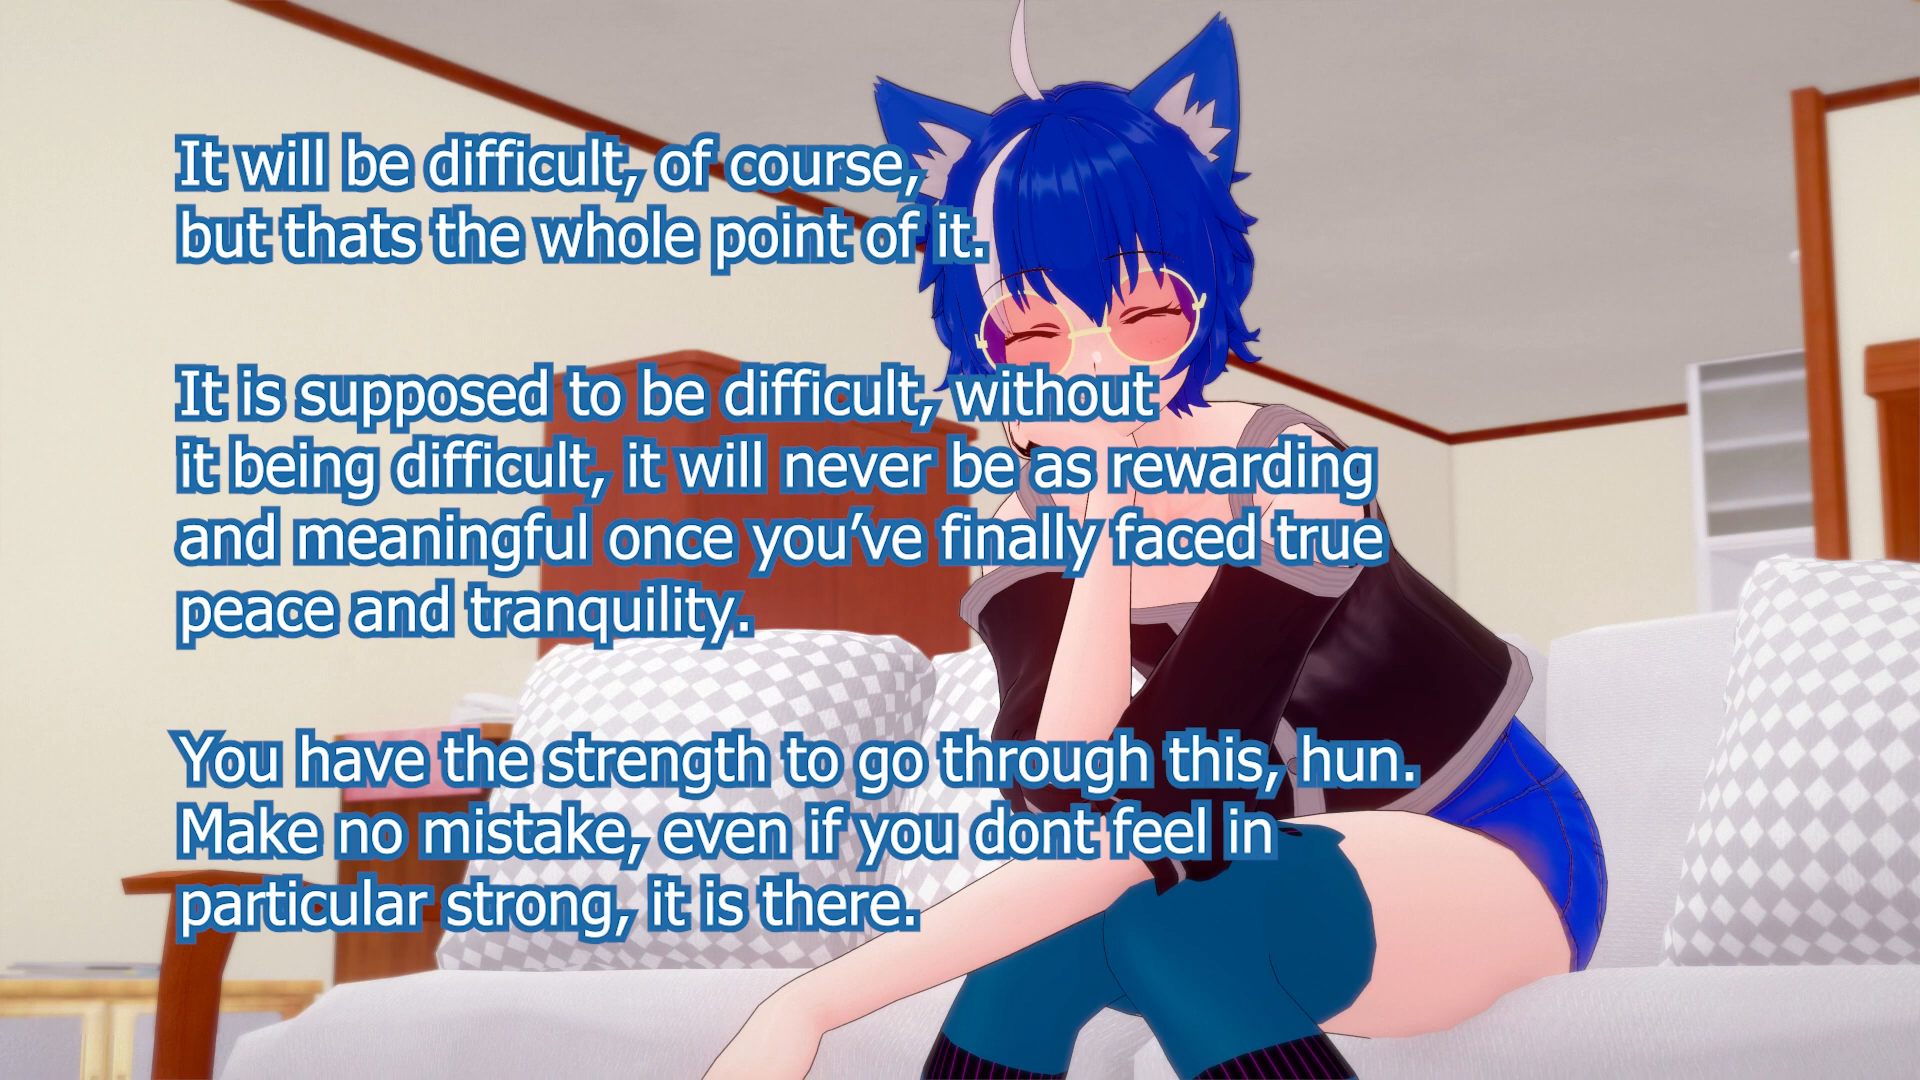 It will be difficult, of course,
but thats the whole point of it.
It is supposed to be difficult, without
it being difficult, it will never be as rewarding
and meaningful once you’ve finally faced true
peace and tranquility.
You have the strength to go through this, hun.
Make no mistake, even if you dont feel in
particular strong, it is there.